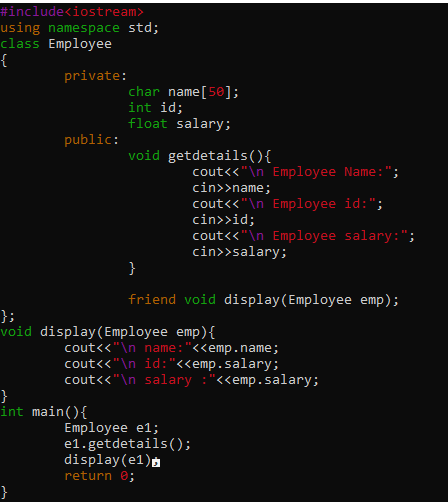 #include<iostream>
using namespace std;
class Employee
{
        private:
                char name[50];
                int id;
                float salary;
        public:
                void getdetails(){
                        cout<<"\n Employee Name:";
                        cin>>name;
                        cout<<"\n Employee id:";
                        cin>>id;
                        cout<<"\n Employee salary:";
                        cin>>salary;
                }

                friend void display(Employee emp);
};
void display(Employee emp){
        cout<<"\n name:"<<emp.name;
        cout<<"\n id:"<<emp.salary;
        cout<<"\n salary :"<<emp.salary;
}
int main(){
        Employee e1;
        e1.getdetails();
        display(e1);
        return 0;
}